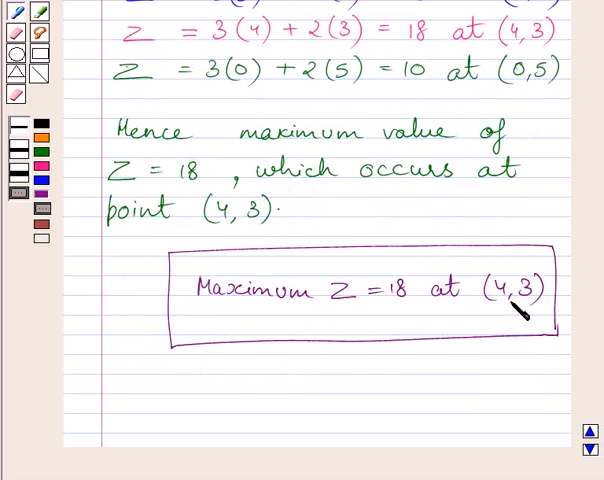 Z = 3(4) + 2(3) = 18 at (4,3)
Z = 3(0) + 2(5) = 10 at (0,5)
Hence maximum value of
Z = 18 , which occurs at
point (4,3).
Maximum Z = 18 at (4,3)